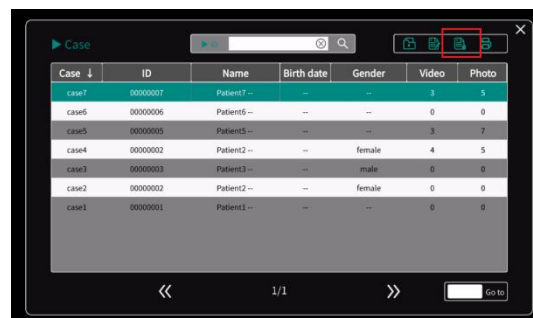 Case
Case ↓ ID Name Birth date Gender Video Photo
case7 00000007 Patient7 -- -- -- 3 5
case6 00000006 Patient6 -- -- -- 0 0
case5 00000005 Patient5 -- -- -- 3 7
case4 00000002 Patient2 -- -- female 4 5
case3 00000003 Patient3 -- -- male 0 0
case2 00000002 Patient2 -- -- female 0 0
case1 00000001 Patient1 -- -- -- 0 0
1/1 Go to